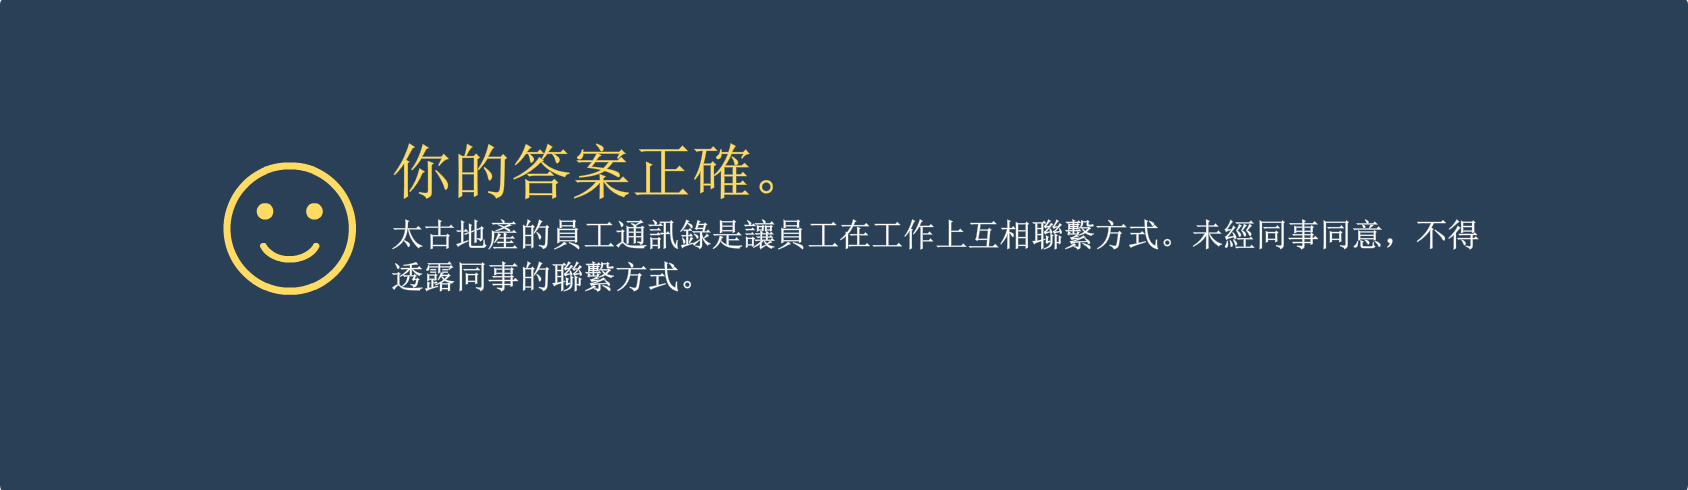 你的答案正確。
太古地產的員工通訊錄是讓員工在工作上互相聯繫方式。未經同事同意，不得
透露同事的聯繫方式。